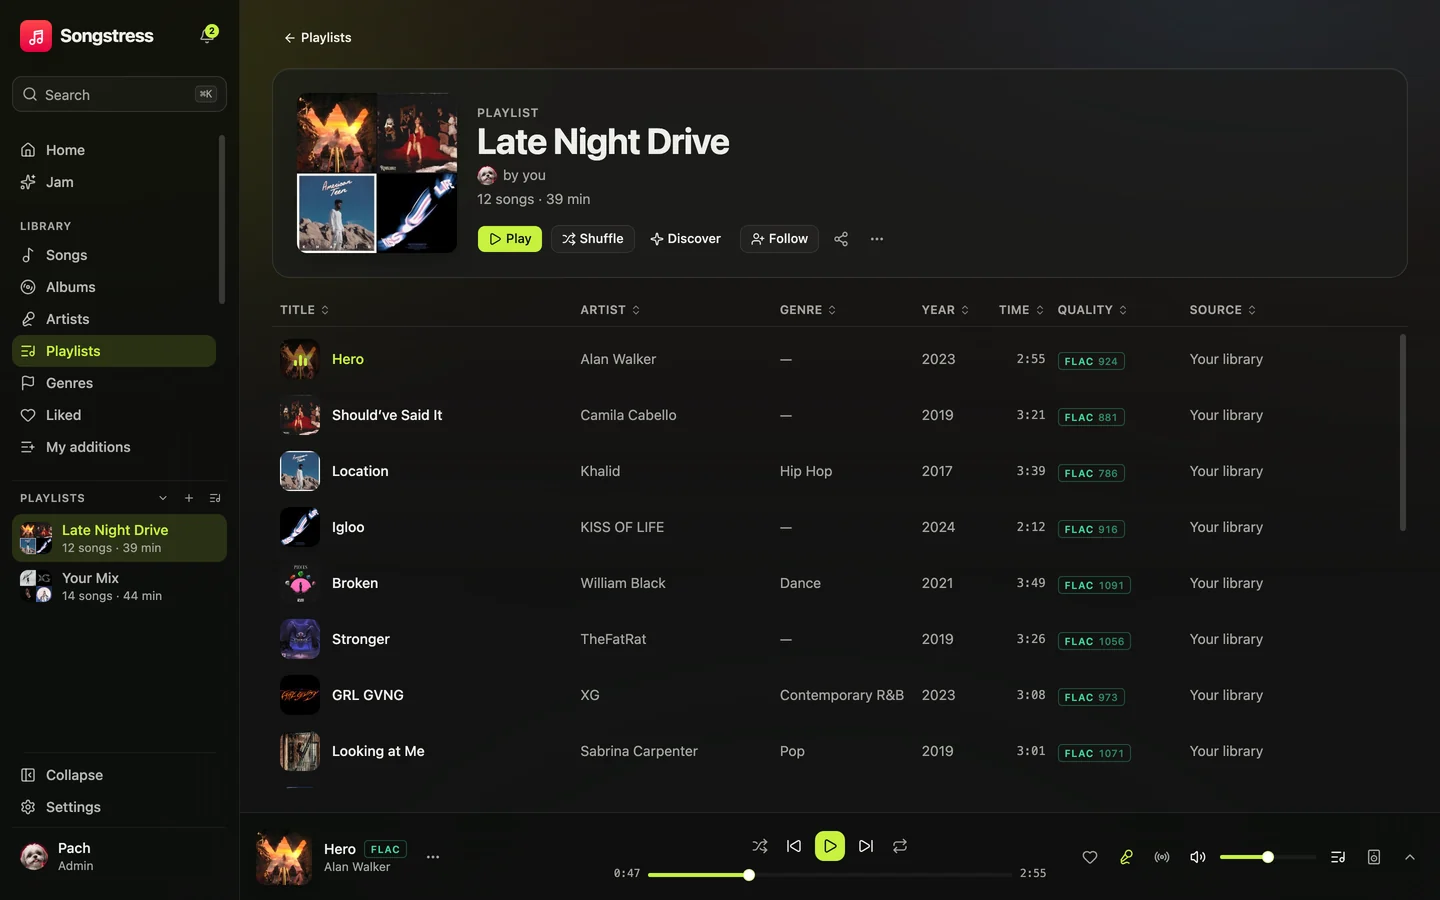 Songstress
2
Search
⌘K
Home
Jam
LIBRARY
Songs
Albums
Artists
Playlists
Genres
Liked
My additions
PLAYLISTS
Late Night Drive
12 songs · 39 min
Your Mix
14 songs · 44 min
Collapse
Settings
Pach
Admin
Playlists
American
Teen
PLAYLIST
Late Night Drive
by you
12 songs · 39 min
Play
Shuffle
Discover
Follow
TITLE ARTIST GENRE YEAR TIME QUALITY SOURCE
Hero Alan Walker — 2023 2:55 FLAC 924 Your library
Should've Said It Camila Cabello — 2019 3:21 FLAC 881 Your library
Location Khalid Hip Hop 2017 3:39 FLAC 786 Your library
Igloo KISS OF LIFE — 2024 2:12 FLAC 916 Your library
Broken William Black Dance 2021 3:49 FLAC 1091 Your library
Stronger TheFatRat — 2019 3:26 FLAC 1056 Your library
GRL GVNG XG Contemporary R&B 2023 3:08 FLAC 973 Your library
Looking at Me Sabrina Carpenter Pop 2019 3:01 FLAC 1071 Your library
Hero FLAC
Alan Walker
0:47
2:55